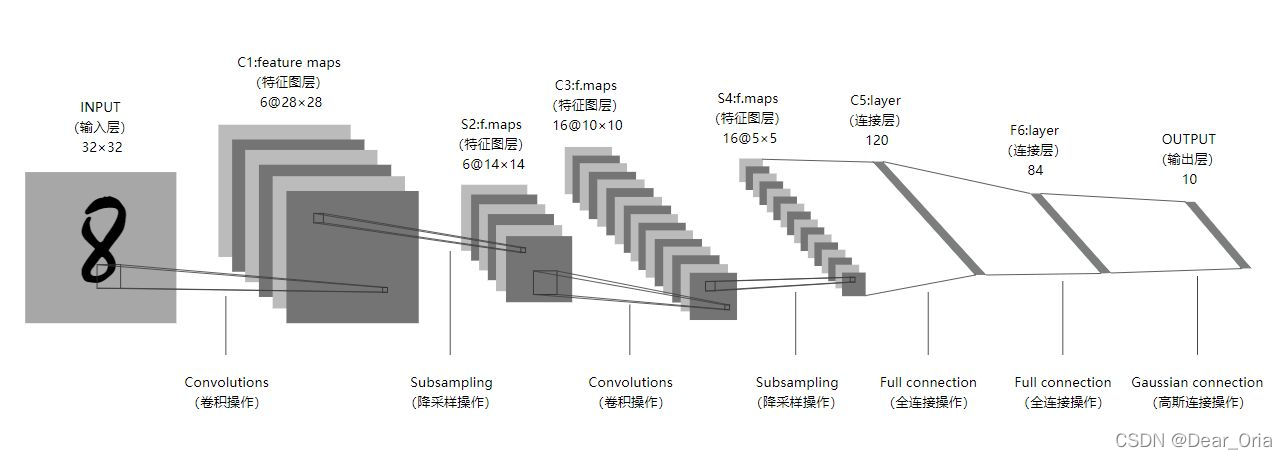 INPUT
(输入层)
32×32
C1:feature maps
(特征图层)
6@28×28
S2:f.maps
(特征图层)
6@14×14
C3:f.maps
(特征图层)
16@10×10
S4:f.maps
(特征图层)
16@5×5
C5:layer
(连接层)
120
F6:layer
(连接层)
84
OUTPUT
(输出层)
10
8
Convolutions
(卷积操作)
Subsampling
(降采样操作)
Convolutions
(卷积操作)
Subsampling
(降采样操作)
Full connection
(全连接操作)
Full connection
(全连接操作)
Gaussian connection
(高斯连接操作)
CSDN @Dear_Oria